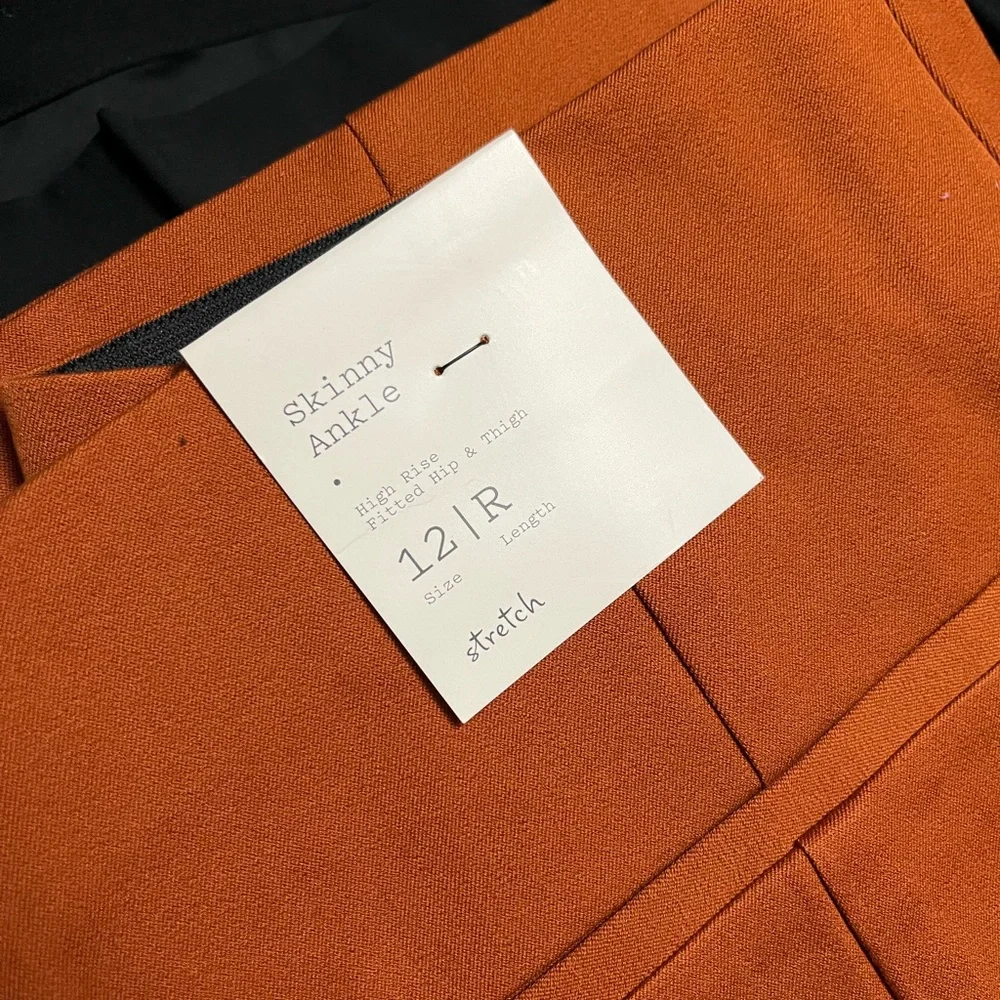 Skinny
Ankle
High Rise
Fitted Hip & Thigh
12|R
Size Length
stretch